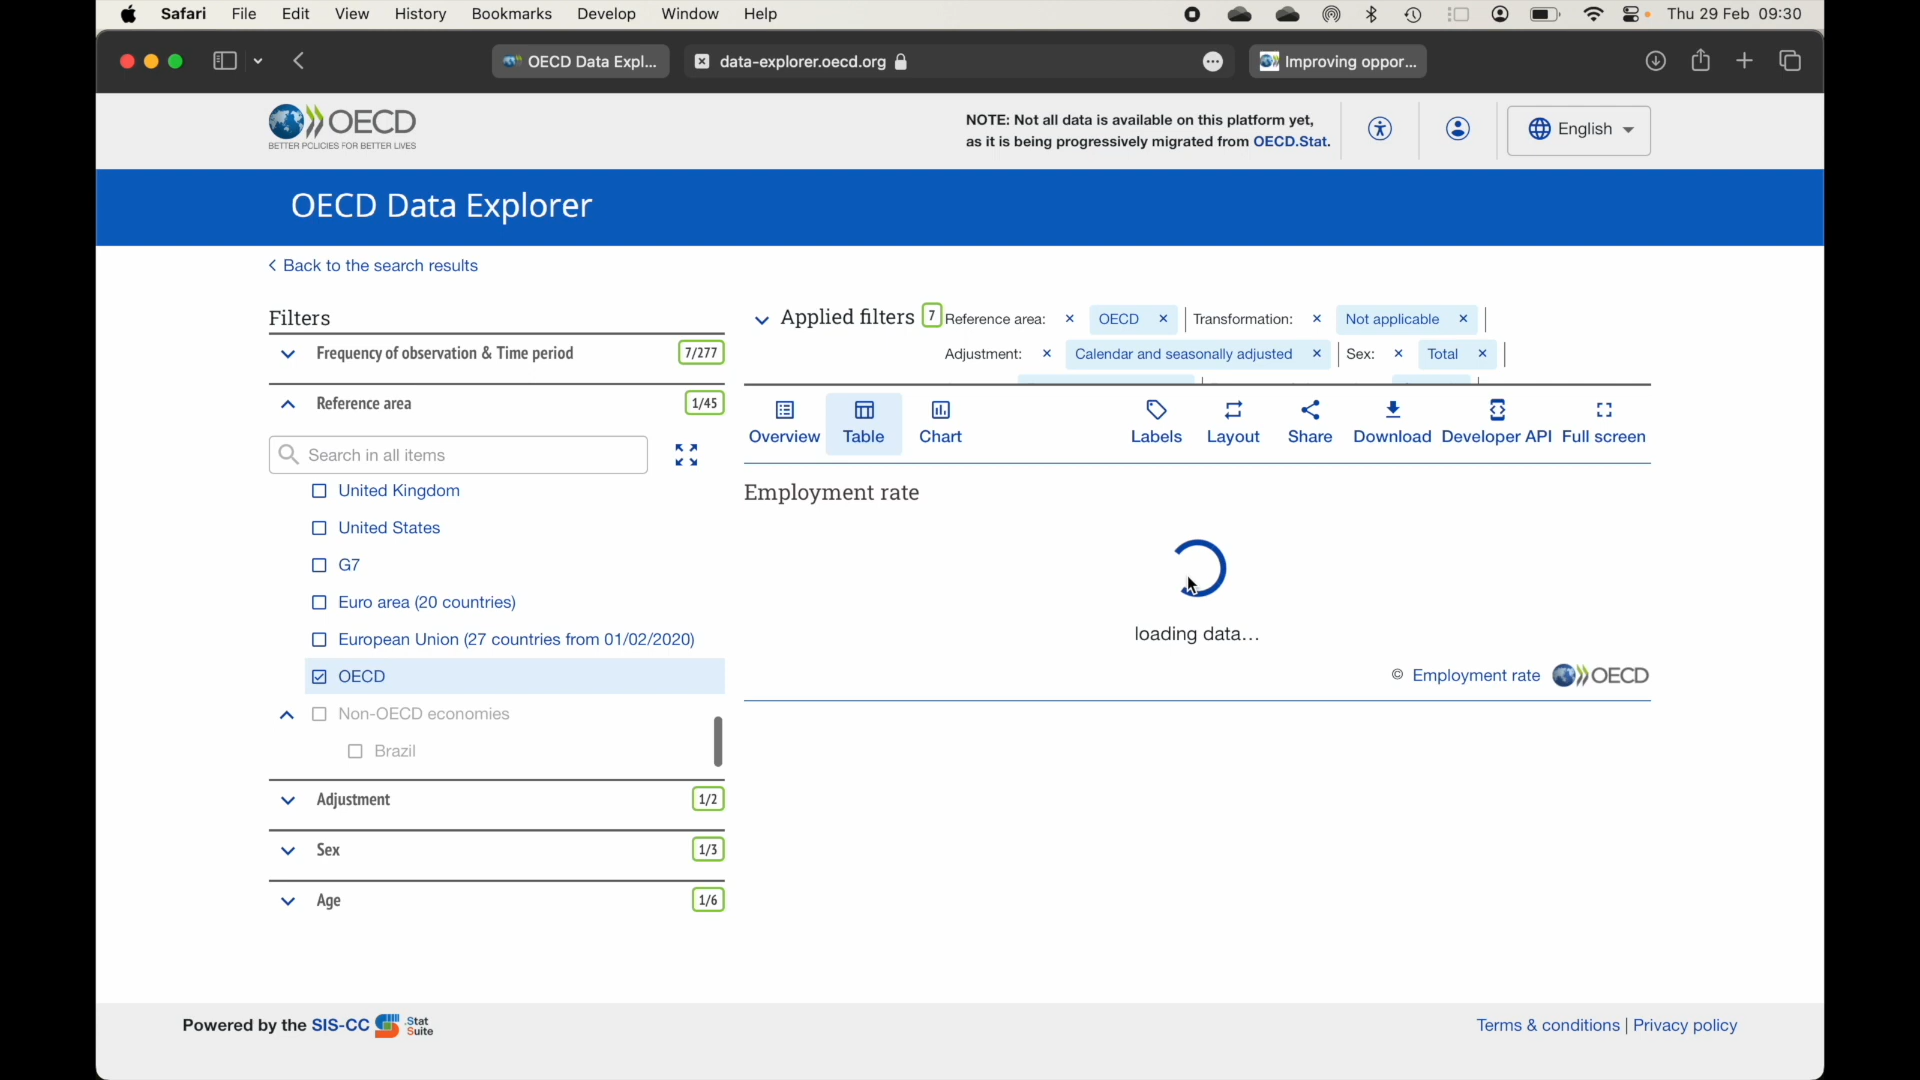 Safari File Edit View History Bookmarks Develop Window Help Thu 29 Feb 09:30
OECD Data Expl... data-explorer.oecd.org Improving oppor...
OECD
BETTER POLICIES FOR BETTER LIVES
NOTE: Not all data is available on this platform yet,
as it is being progressively migrated from OECD.Stat.
English
OECD Data Explorer
Back to the search results
Filters
Frequency of observation & Time period 7/277
Reference area 1/45
Search in all items
United Kingdom
United States
G7
Euro area (20 countries)
European Union (27 countries from 01/02/2020)
OECD
Non-OECD economies
Brazil
Adjustment 1/2
Sex 1/3
Age 1/6
Applied filters 7 Reference area: × OECD × Transformation: × Not applicable ×
Adjustment: × Calendar and seasonally adjusted × Sex: × Total ×
Overview Table Chart Labels Layout Share Download Developer API Full screen
Employment rate
loading data...
© Employment rate OECD
Powered by the SIS-CC .Stat
Suite
Terms & conditions | Privacy policy